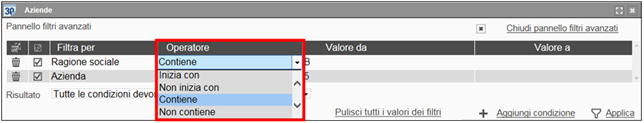 Aziende
Pannello filtri avanzati Chiudi pannello filtri avanzati
Filtra per Operatore Valore da Valore a
Ragione sociale Contiene B
Azienda Inizia con 5
Non inizia con
Risultato Tutte le condizioni devo Contiene
Non contiene
Pulisci tutti i valori dei filtri Aggiungi condizione Applica